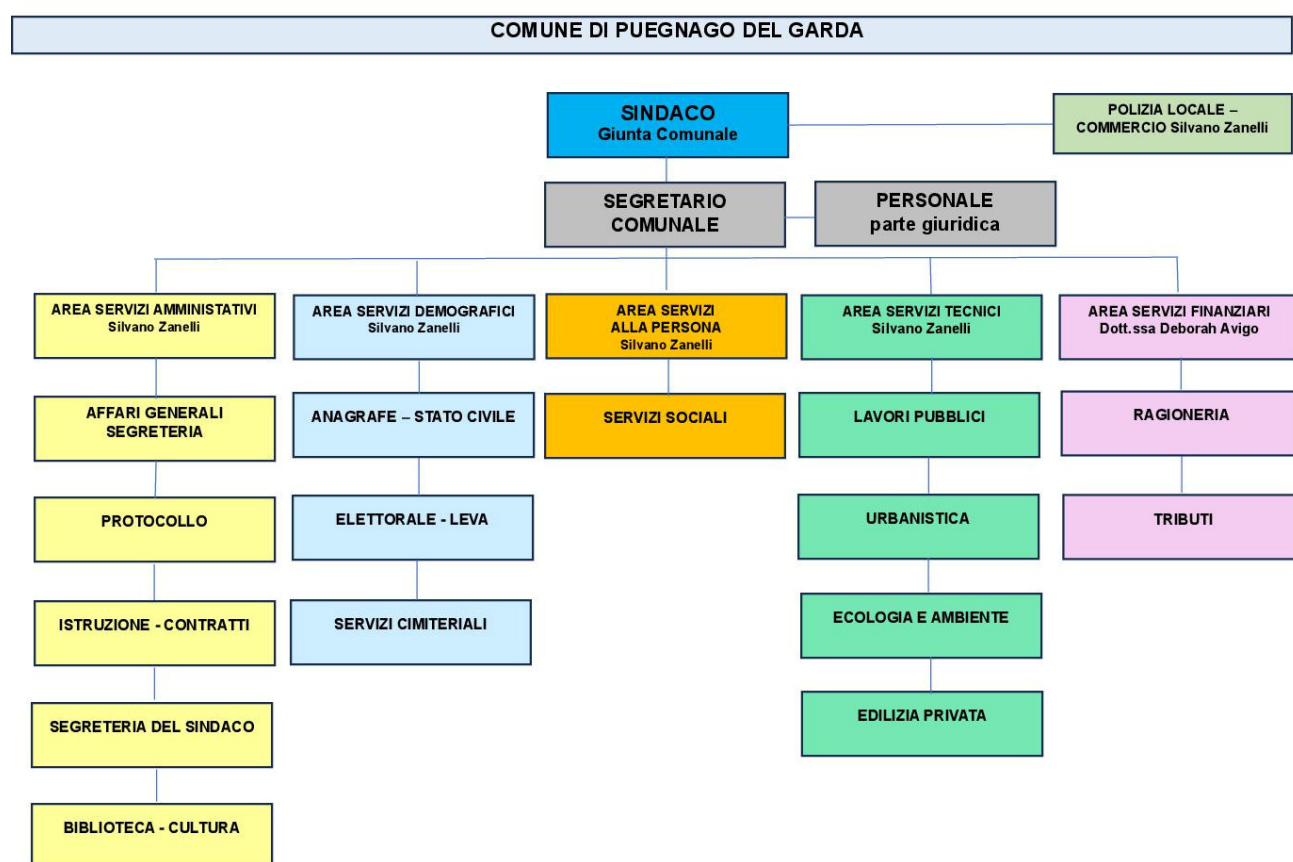 COMUNE DI PUEGNAGO DEL GARDA
SINDACO
Giunta Comunale
POLIZIA LOCALE –
COMMERCIO Silvano Zanelli
SEGRETARIO
COMUNALE
PERSONALE
parte giuridica
AREA SERVIZI AMMINISTATIVI
Silvano Zanelli
AREA SERVIZI DEMOGRAFICI
Silvano Zanelli
AREA SERVIZI
ALLA PERSONA
Silvano Zanelli
AREA SERVIZI TECNICI
Silvano Zanelli
AREA SERVIZI FINANZIARI
Dott.ssa Deborah Avigo
AFFARI GENERALI
SEGRETERIA
ANAGRAFE – STATO CIVILE
SERVIZI SOCIALI
LAVORI PUBBLICI
RAGIONERIA
PROTOCOLLO
ELETTORALE - LEVA
URBANISTICA
TRIBUTI
ISTRUZIONE - CONTRATTI
SERVIZI CIMITERIALI
ECOLOGIA E AMBIENTE
SEGRETERIA DEL SINDACO
EDILIZIA PRIVATA
BIBLIOTECA - CULTURA